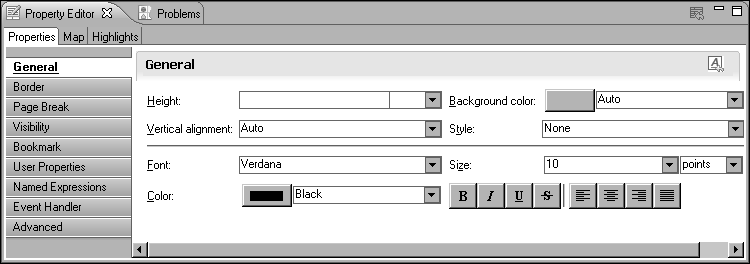 Property Editor Problems
Properties Map Highlights
General
Border
Page Break
Visibility
Bookmark
User Properties
Named Expressions
Event Handler
Advanced
General
Height: Background color: Auto
Vertical alignment: Auto Style: None
Font: Verdana Size: 10 points
Color: Black B I U S